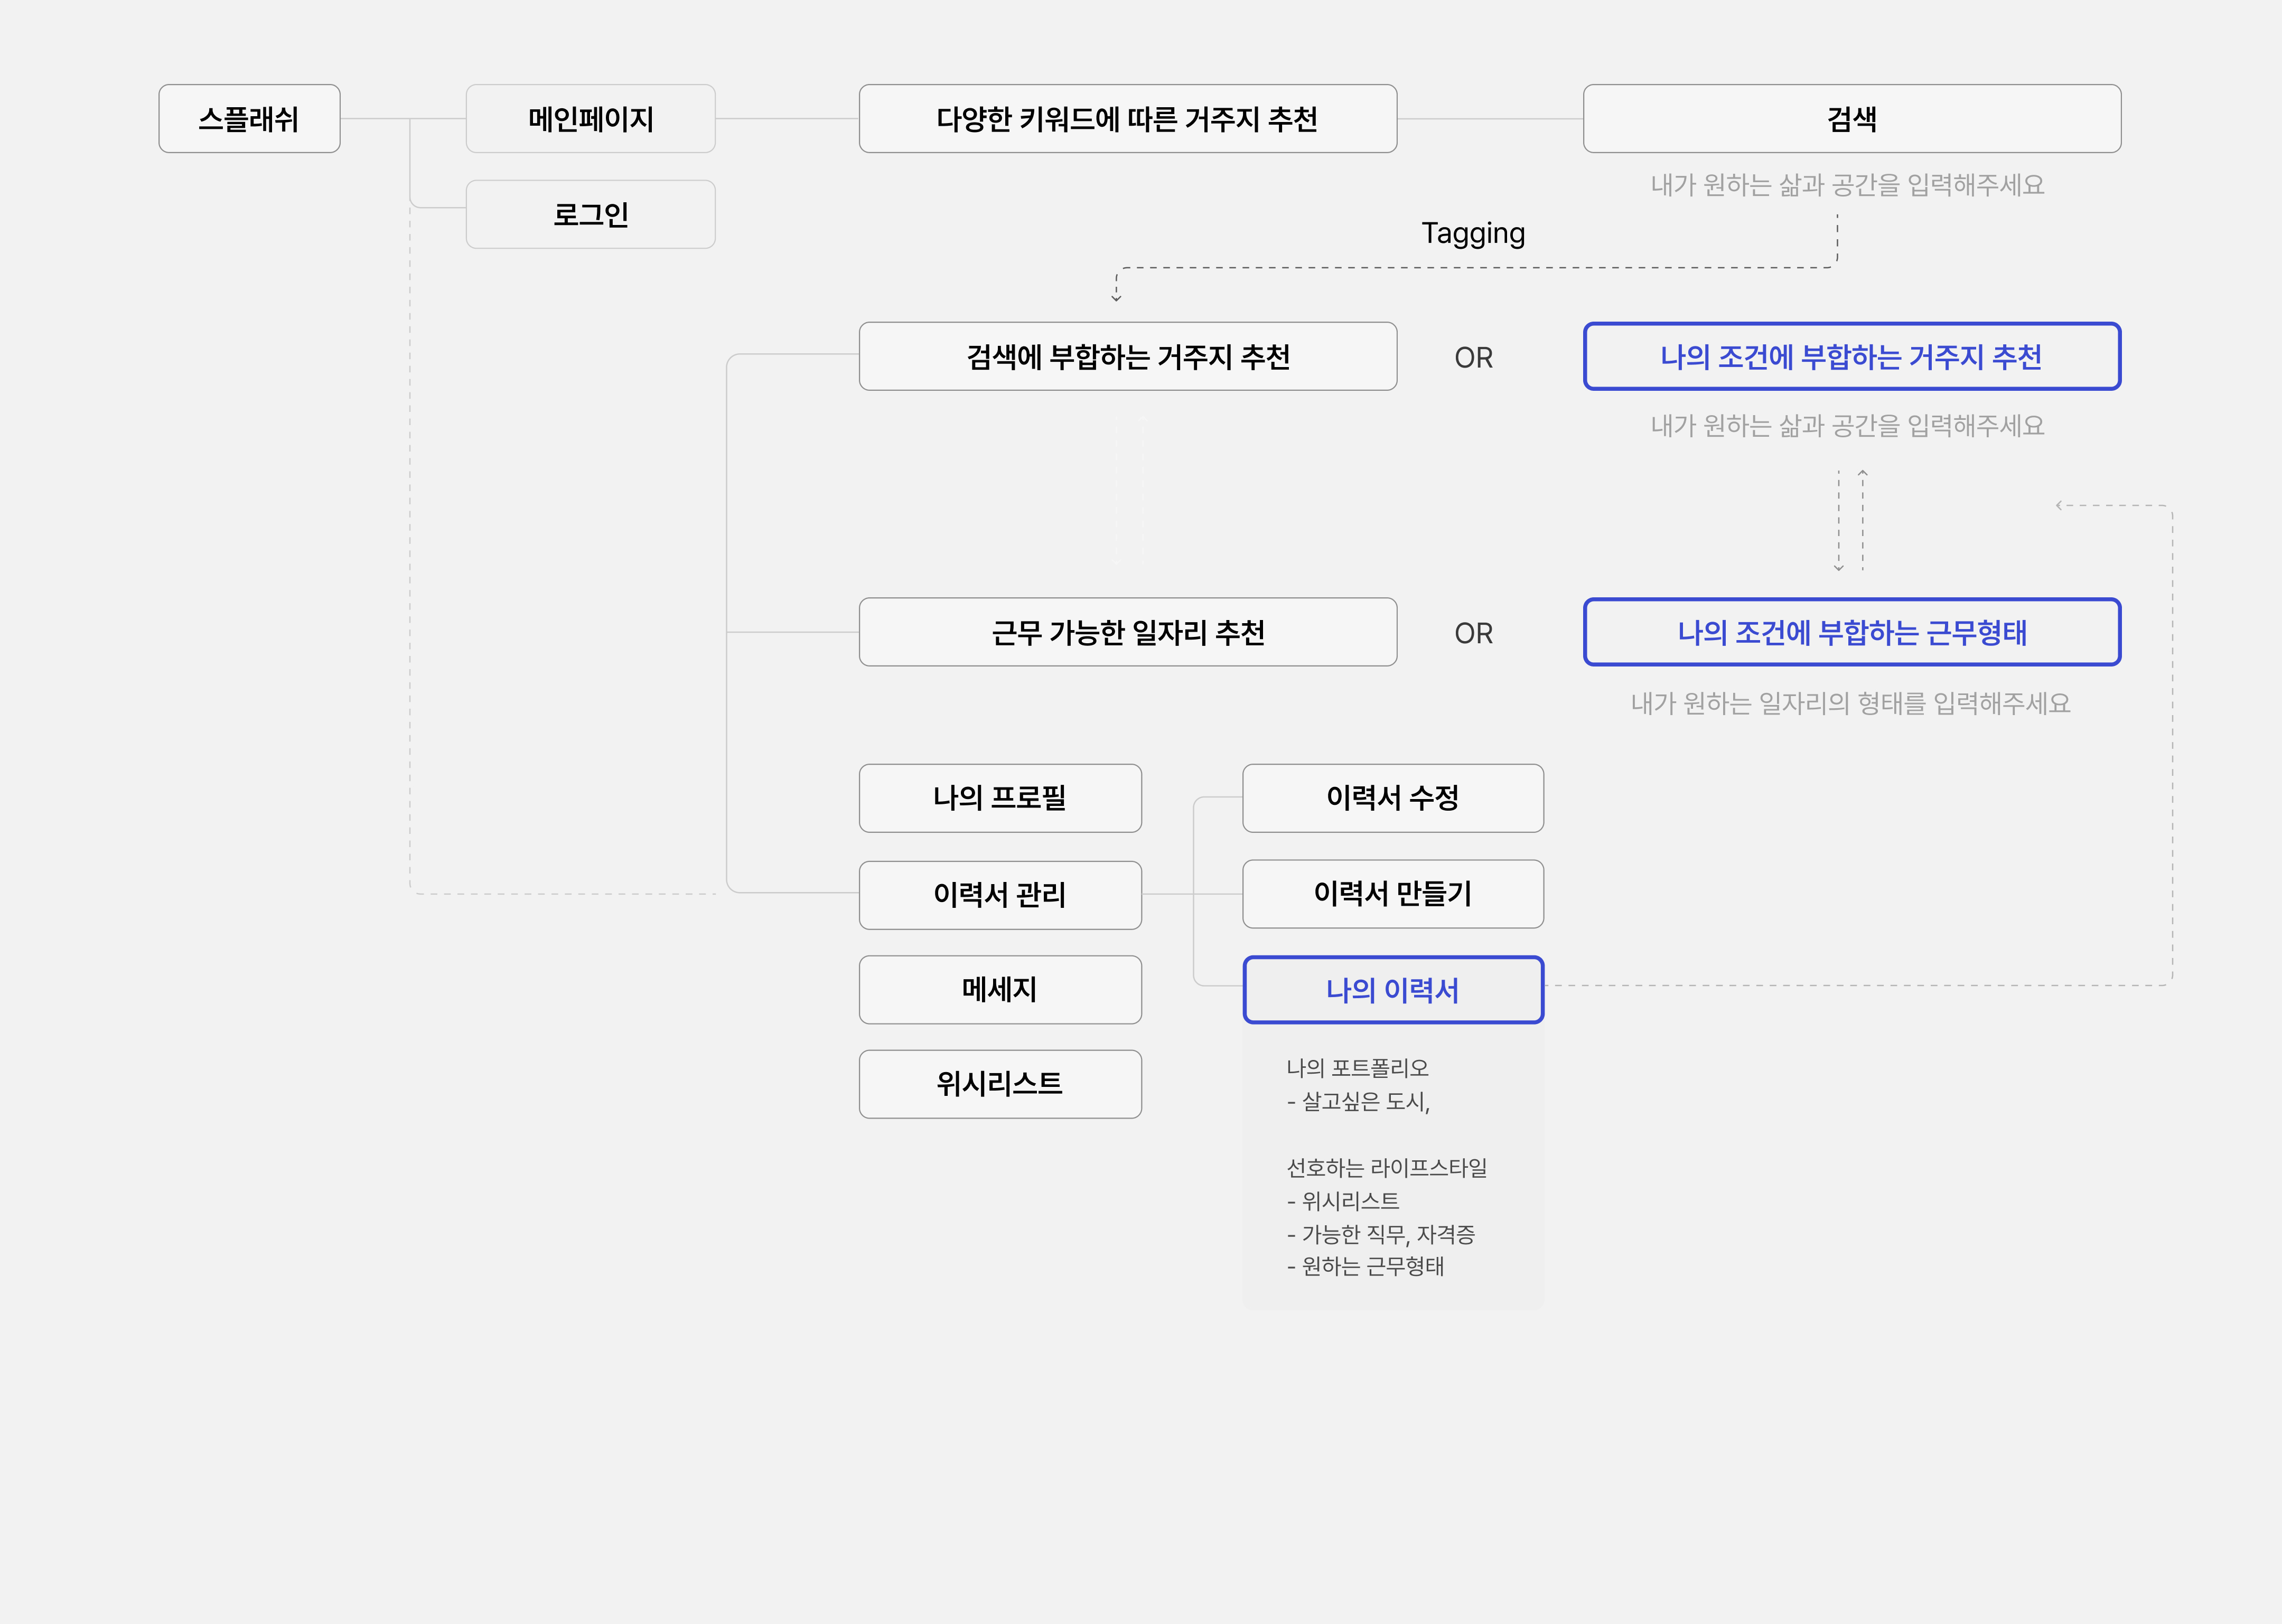 스플래쉬
메인페이지
다양한 키워드에 따른 거주지 추천
검색
내가 원하는 삶과 공간을 입력해주세요
로그인
Tagging
검색에 부합하는 거주지 추천
OR
나의 조건에 부합하는 거주지 추천
내가 원하는 삶과 공간을 입력해주세요
근무 가능한 일자리 추천
OR
나의 조건에 부합하는 근무형태
내가 원하는 일자리의 형태를 입력해주세요
나의 프로필
이력서 수정
이력서 관리
이력서 만들기
메세지
나의 이력서
위시리스트
나의 포트폴리오
- 살고싶은 도시,
선호하는 라이프스타일
- 위시리스트
- 가능한 직무, 자격증
- 원하는 근무형태